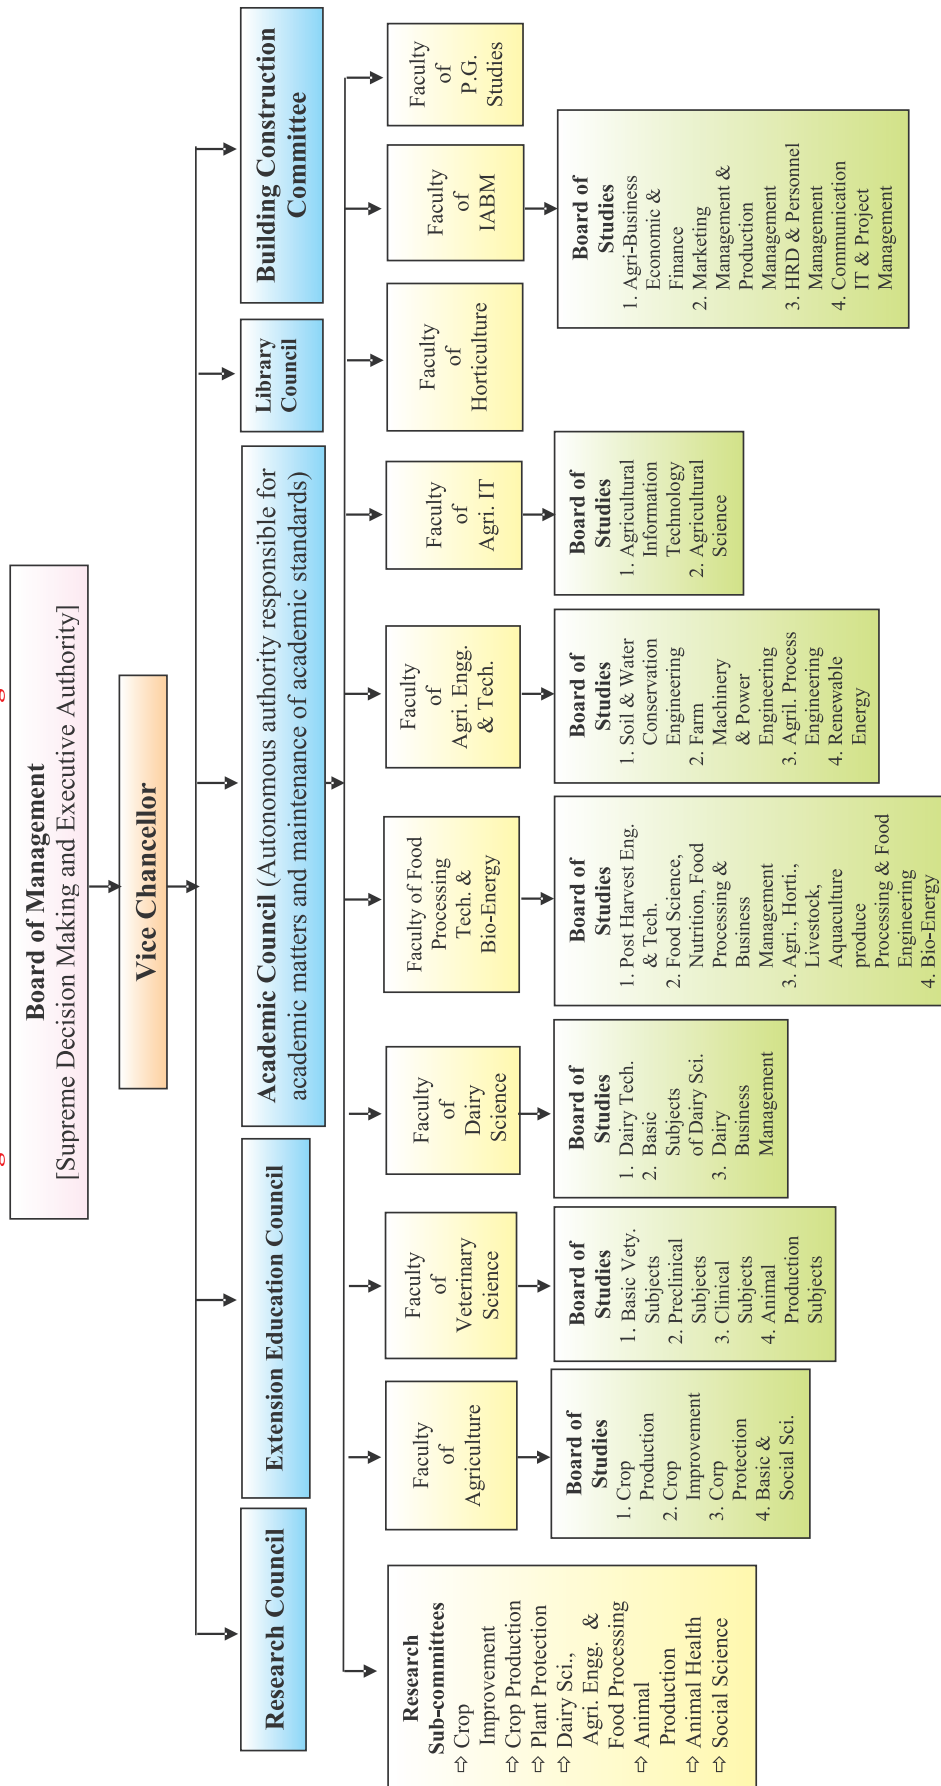 Board of Management
[Supreme Decision Making and Executive Authority]
Vice Chancellor
Research Council
Extension Education Council
Academic Council (Autonomous authority responsible for
academic matters and maintenance of academic standards)
Library
Council
Building Construction
Committee
Research
Sub-committees
⇨ Crop
Improvement
⇨ Crop Production
⇨ Plant Protection
⇨ Dairy Sci.,
Agri. Engg. &
Food Processing
⇨ Animal
Production
⇨ Animal Health
⇨ Social Science
Faculty
of
Agriculture
Faculty
of
Veterinary
Science
Faculty
of
Dairy
Science
Faculty of Food
Processing
Tech. &
Bio-Energy
Faculty
of
Agri. Engg.
& Tech.
Faculty
of
Agri. IT
Faculty
of
Horticulture
Faculty
of
IABM
Faculty
of
P.G.
Studies
Board of
Studies
1. Crop
Production
2. Crop
Improvement
3. Corp
Protection
4. Basic &
Social Sci.
Board of
Studies
1. Basic Vety.
Subjects
2. Preclinical
Subjects
3. Clinical
Subjects
4. Animal
Production
Subjects
Board of
Studies
1. Dairy Tech.
2. Basic
Subjects
of Dairy Sci.
3. Dairy
Business
Management
Board of
Studies
1. Post Harvest Eng.
& Tech.
2. Food Science,
Nutrition, Food
Processing &
Business
Management
3. Agri., Horti.,
Livestock,
Aquaculture
produce
Processing & Food
Engineering
4. Bio-Energy
Board of
Studies
1. Soil & Water
Conservation
Engineering
2. Farm
Machinery
& Power
Engineering
3. Agril. Process
Engineering
4. Renewable
Energy
Board of
Studies
1. Agricultural
Information
Technology
2. Agricultural
Science
Board of
Studies
1. Agri-Business
Economic &
Finance
2. Marketing
Management &
Production
Management
3. HRD & Personnel
Management
4. Communication
IT & Project
Management